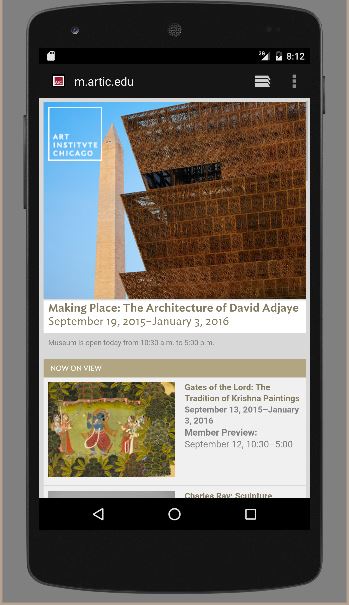 3G 8:12
m.artic.edu
ART
INSTITVTE
CHICAGO
Making Place: The Architecture of David Adjaye
September 19, 2015–January 3, 2016
Museum is open today from 10:30 a.m. to 5:00 p.m.
NOW ON VIEW
Gates of the Lord: The
Tradition of Krishna Paintings
September 13, 2015–January
3, 2016
Member Preview:
September 12, 10:30–5:00
Charles Ray: Sculpture,